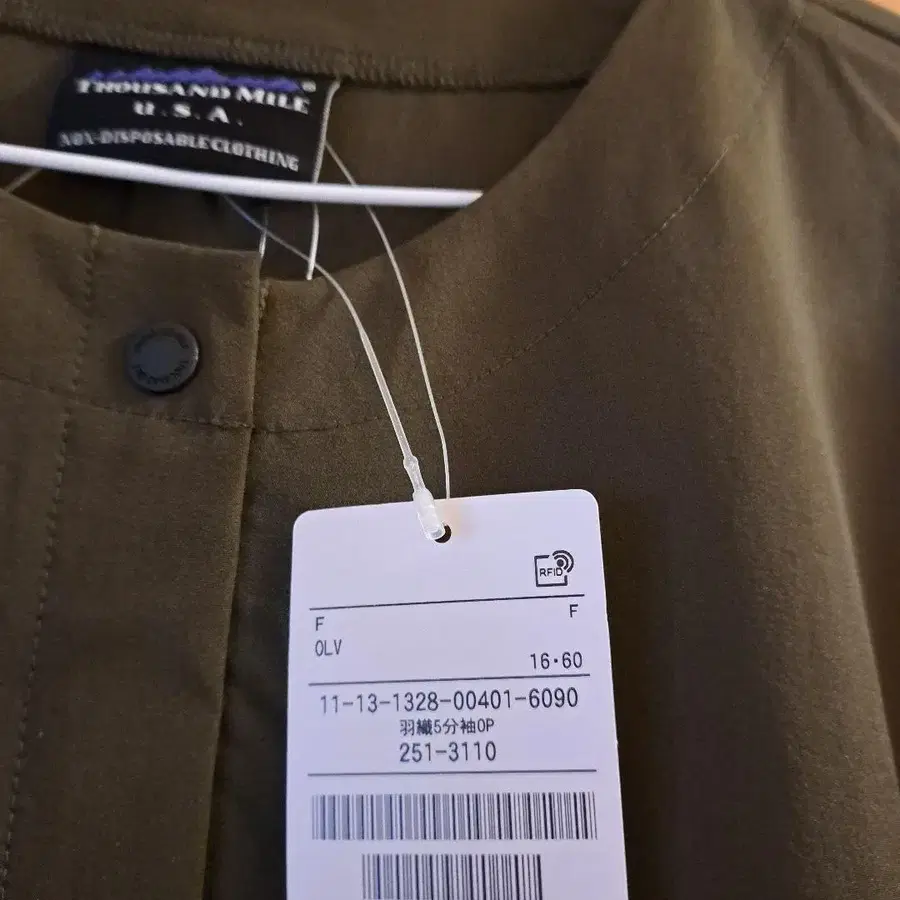 THOUSAND MILE®
U.S.A.
NON-DISPOSABLE CLOTHING
RFID
F F
OLV
16・60
11-13-1328-00401-6090
羽織5分袖OP
251-3110